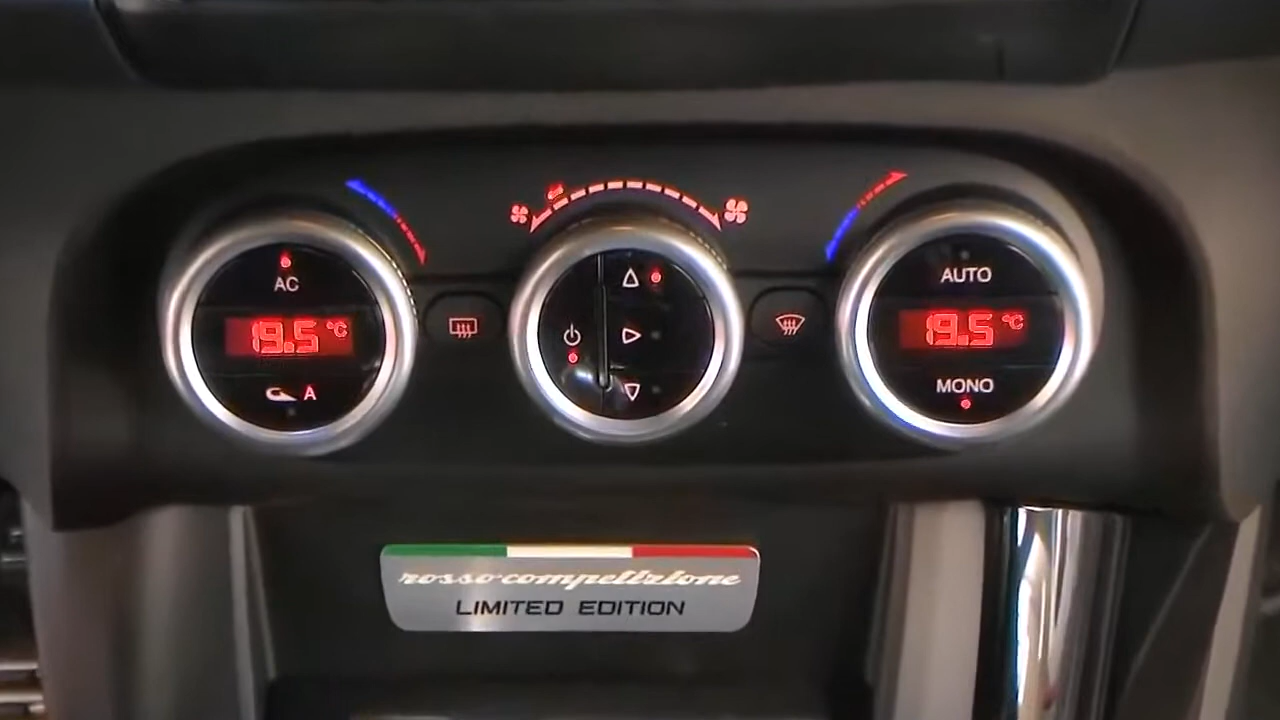 AC
19.5 °C
A
AUTO
19.5 °C
MONO
rosso competizione
LIMITED EDITION